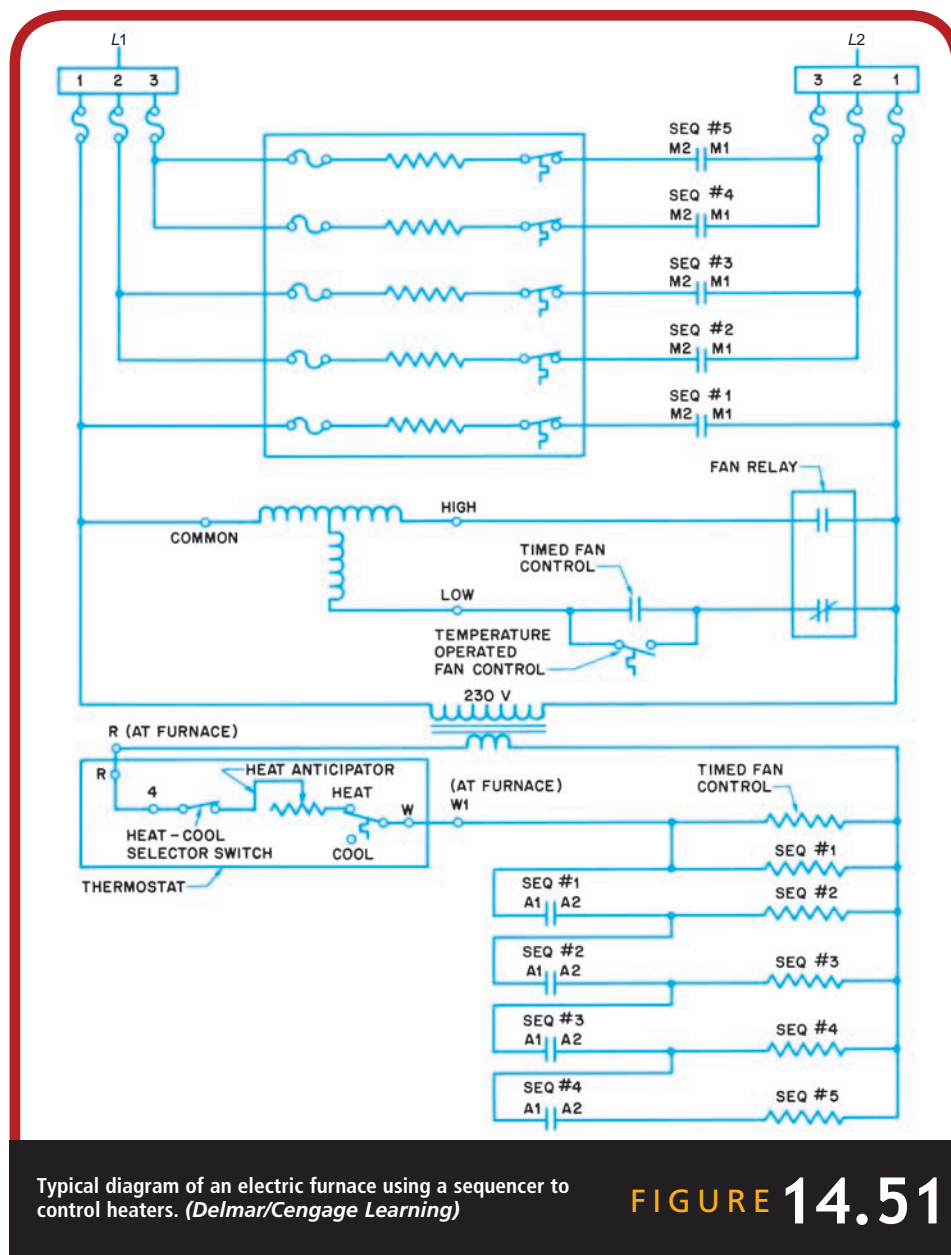 L1
L2
1 2 3
3 2 1
SEQ #5
M2 M1
SEQ #4
M2 M1
SEQ #3
M2 M1
SEQ #2
M2 M1
SEQ #1
M2 M1
FAN RELAY
HIGH
COMMON
TIMED FAN
CONTROL
LOW
TEMPERATURE
OPERATED
FAN CONTROL
230 V
R (AT FURNACE)
R
HEAT ANTICIPATOR
4
HEAT
W
(AT FURNACE)
W1
HEAT-COOL
SELECTOR SWITCH
COOL
THERMOSTAT
TIMED FAN
CONTROL
SEQ #1
SEQ #1
A1 A2
SEQ #2
SEQ #2
A1 A2
SEQ #3
SEQ #3
A1 A2
SEQ #4
SEQ #4
A1 A2
SEQ #5
Typical diagram of an electric furnace using a sequencer to
control heaters. (Delmar/Cengage Learning)
FIGURE 14.51